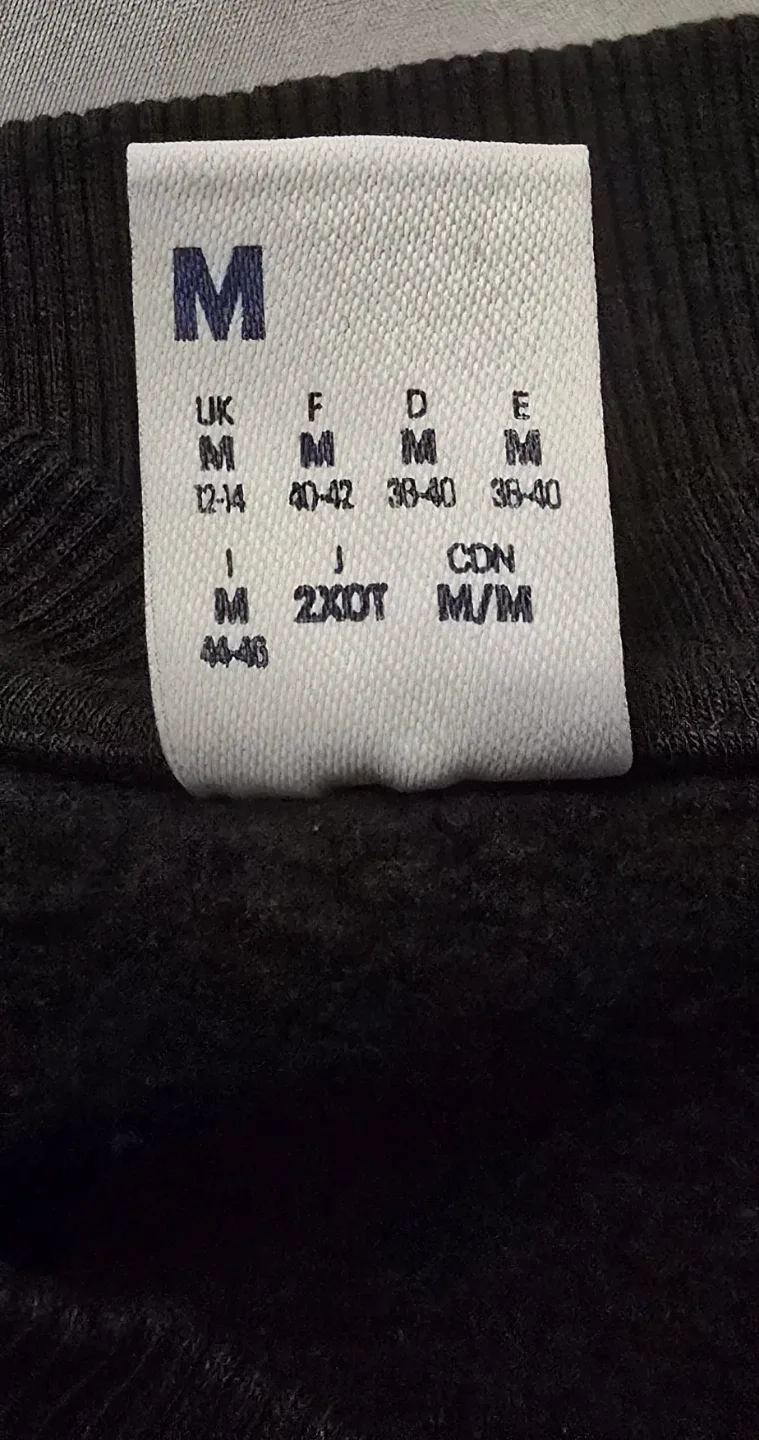 M
UK F D E
M M M M
12-14 40-42 38-40 38-40
I J CDN
M 2XOT M/M
44-46